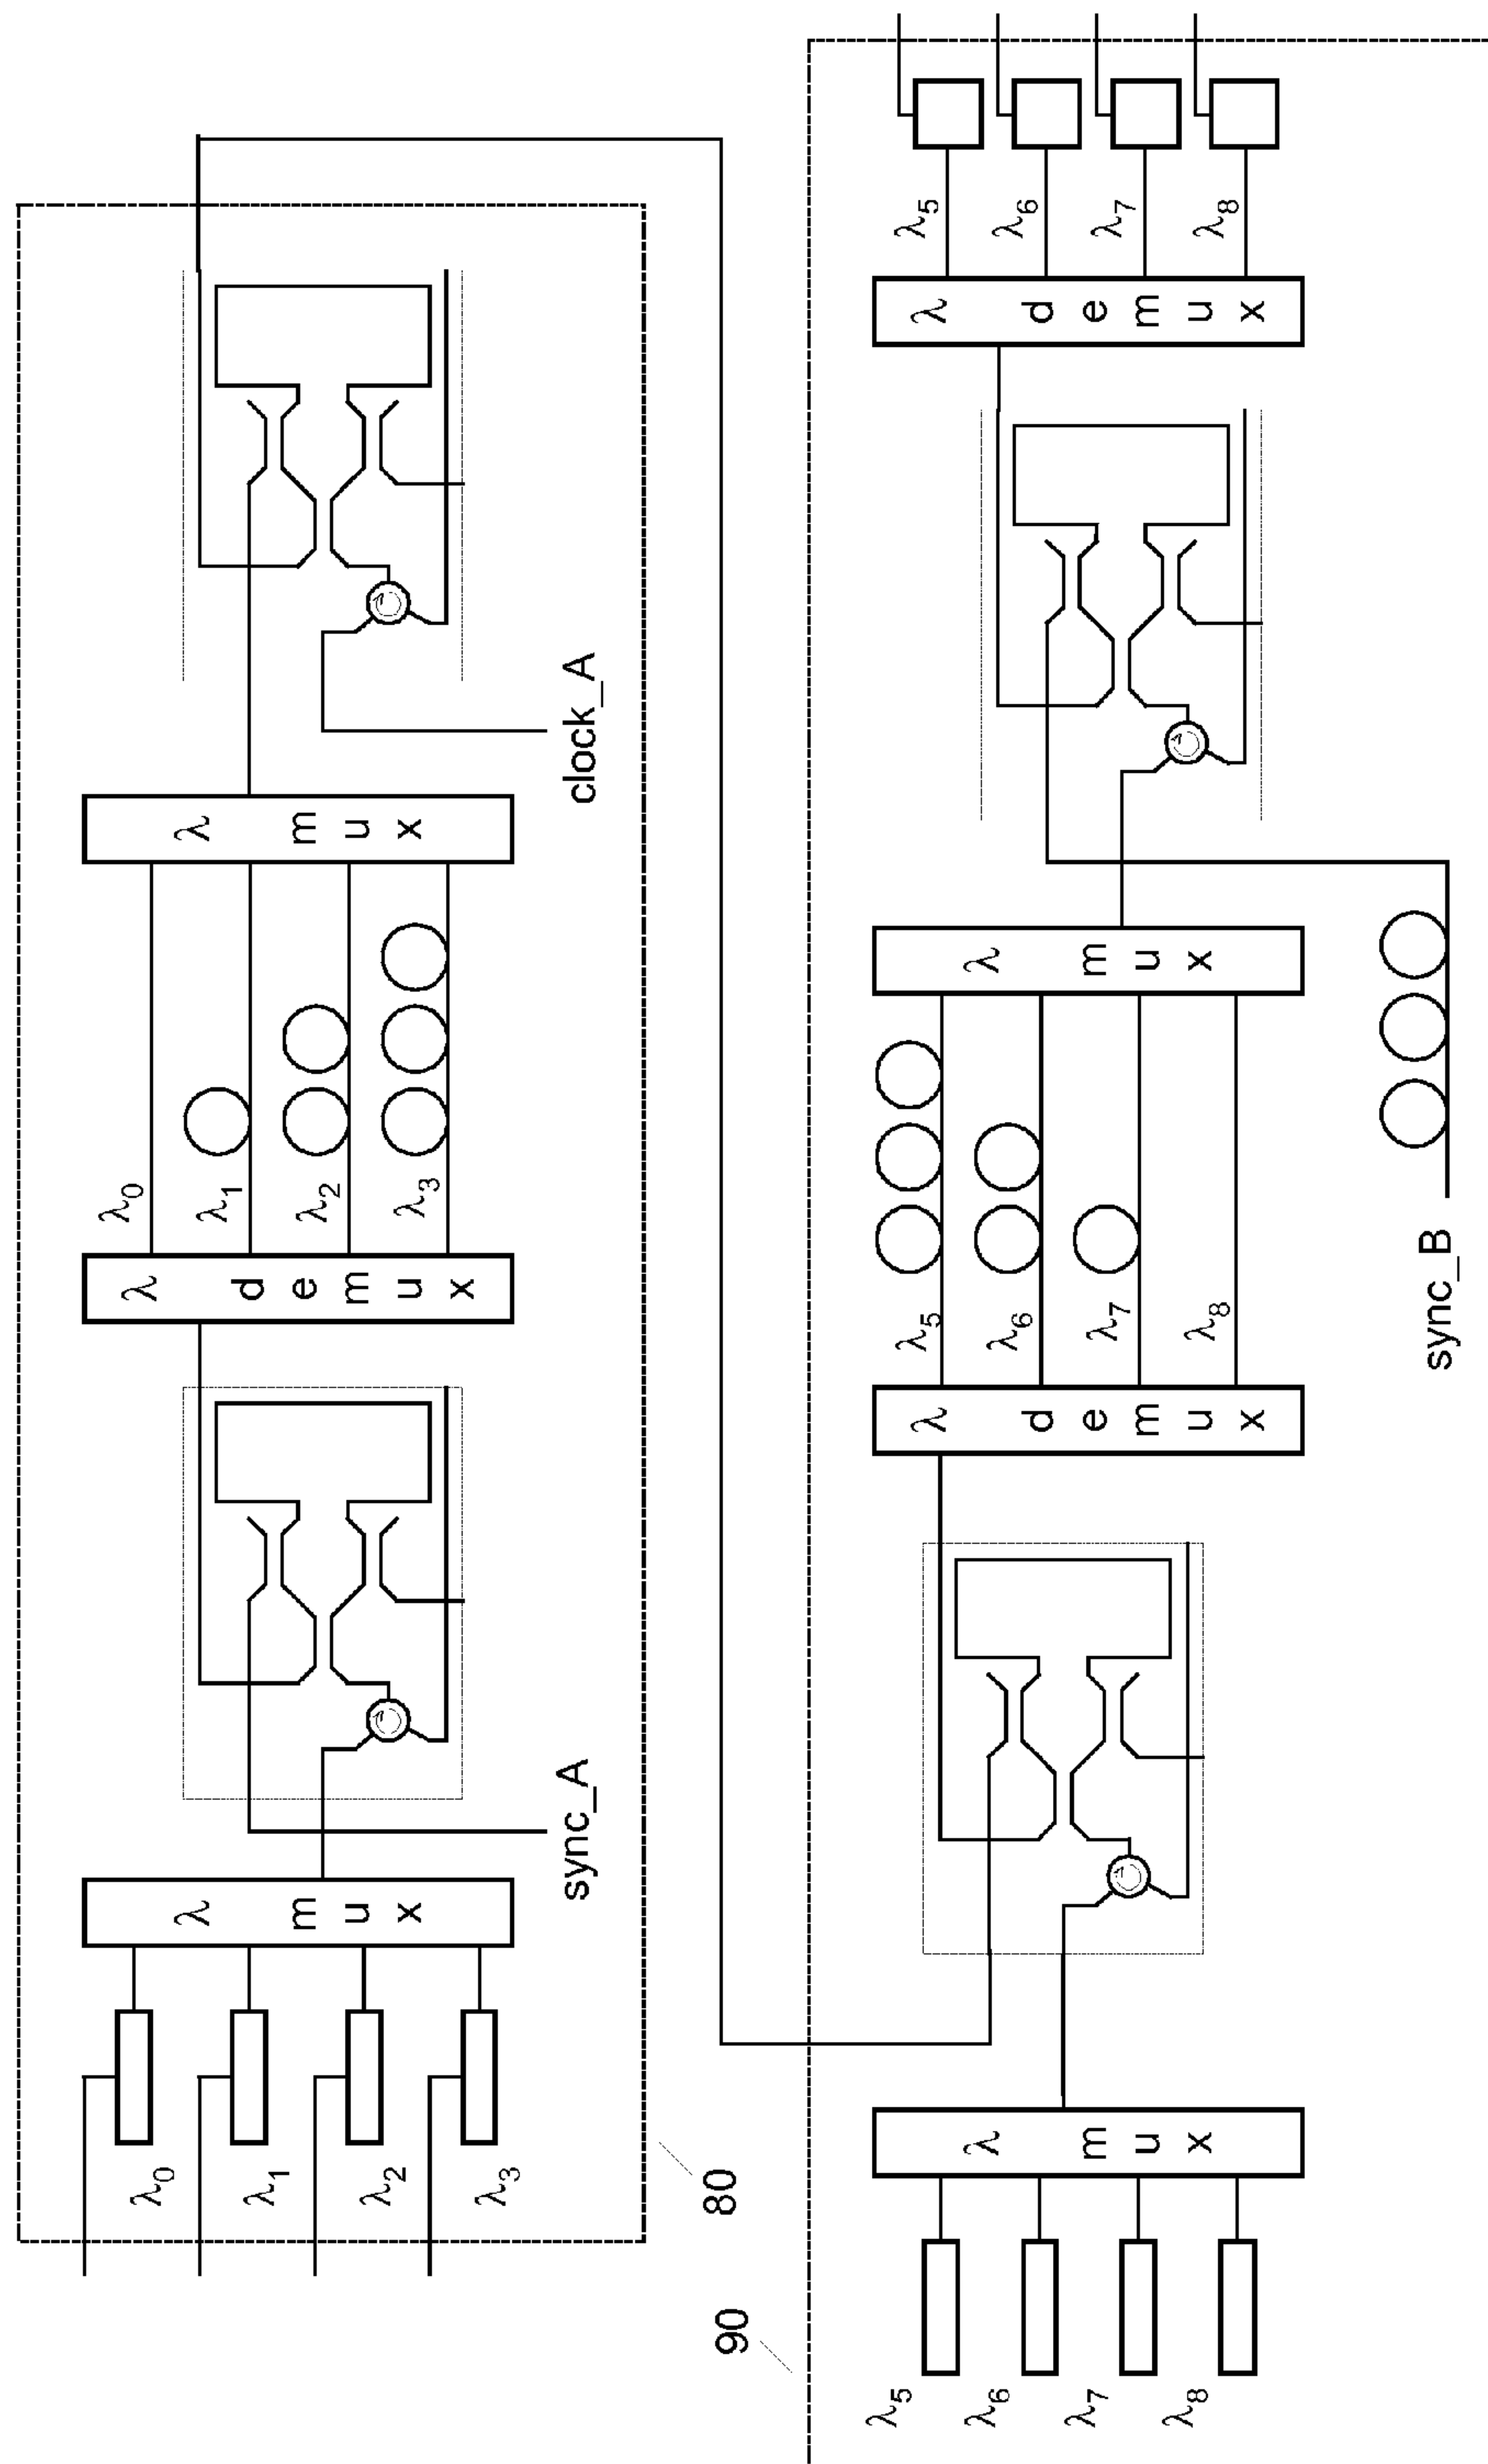 λ0
λ1
λ2
λ3
λ mux
sync_A
λ demux
λ0
λ1
λ2
λ3
λ mux
clock_A
80
90
λ5
λ6
λ7
λ8
λ mux
λ demux
λ5
λ6
λ7
λ8
λ mux
sync_B
λ demux
λ5
λ6
λ7
λ8